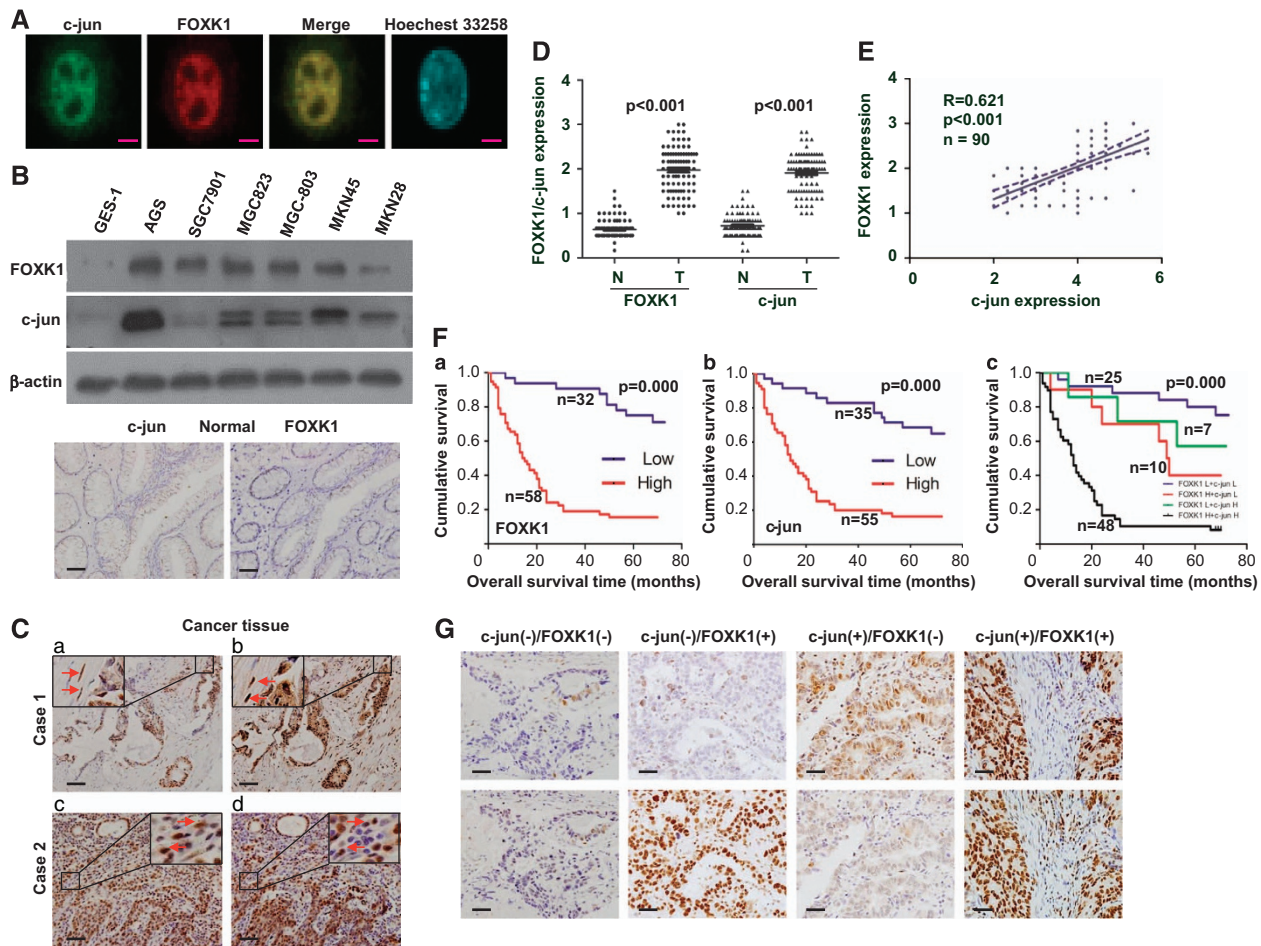 A
c-jun FOXK1 Merge Hoechest 33258
B
GES-1 AGS SGC7901 MGC823 MGC-803 MKN45 MKN28
FOXK1
c-jun
β-actin
c-jun Normal FOXK1
C
Cancer tissue
a b
Case 1
c d
Case 2
D
FOXK1/c-jun expression
4
3
2
1
0
p<0.001 p<0.001
N T N T
FOXK1 c-jun
E
FOXK1 expression
4
3
2
1
0
R=0.621
p<0.001
n = 90
0 2 4 6
c-jun expression
F
a
Cumulative survival
1.0
0.8
0.6
0.4
0.2
p=0.000
n=32
Low
High
n=58
FOXK1
0 20 40 60 80
Overall survival time (months)
b
Cumulative survival
1.0
0.8
0.6
0.4
0.2
p=0.000
n=35
Low
High
n=55
c-jun
0 20 40 60 80
Overall survival time (months)
c
Cumulative survival
1.0
0.8
0.6
0.4
0.2
n=25
p=0.000
n=7
n=10
FOXK1 L+c-jun L
FOXK1 H+c-jun L
FOXK1 L+c-jun H
FOXK1 H+c-jun H
n=48
0 20 40 60 80
Overall survival time (months)
G
c-jun(-)/FOXK1(-) c-jun(-)/FOXK1(+) c-jun(+)/FOXK1(-) c-jun(+)/FOXK1(+)